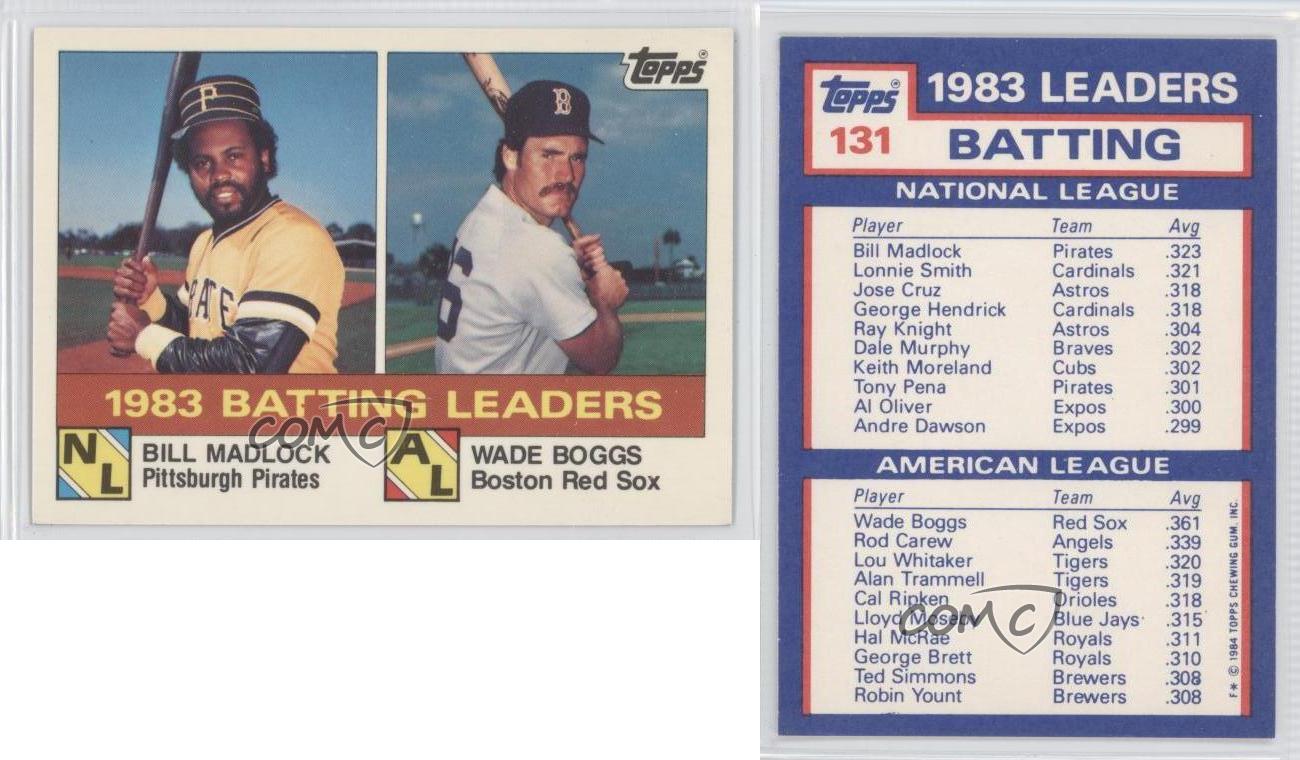 Topps
P
B
RATE
6
1983 BATTING LEADERS
NL
BILL MADLOCK
Pittsburgh Pirates
AL
WADE BOGGS
Boston Red Sox
COMC
Topps
131
1983 LEADERS
BATTING
NATIONAL LEAGUE
Player Team Avg
Bill Madlock Pirates .323
Lonnie Smith Cardinals .321
Jose Cruz Astros .318
George Hendrick Cardinals .318
Ray Knight Astros .304
Dale Murphy Braves .302
Keith Moreland Cubs .302
Tony Pena Pirates .301
Al Oliver Expos .300
Andre Dawson Expos .299
AMERICAN LEAGUE
Player Team Avg
Wade Boggs Red Sox .361
Rod Carew Angels .339
Lou Whitaker Tigers .320
Alan Trammell Tigers .319
Cal Ripken Orioles .318
Lloyd Moseby Blue Jays .315
Hal McRae Royals .311
George Brett Royals .310
Ted Simmons Brewers .308
Robin Yount Brewers .308
COMC
F* © 1984 TOPPS CHEWING GUM, INC.